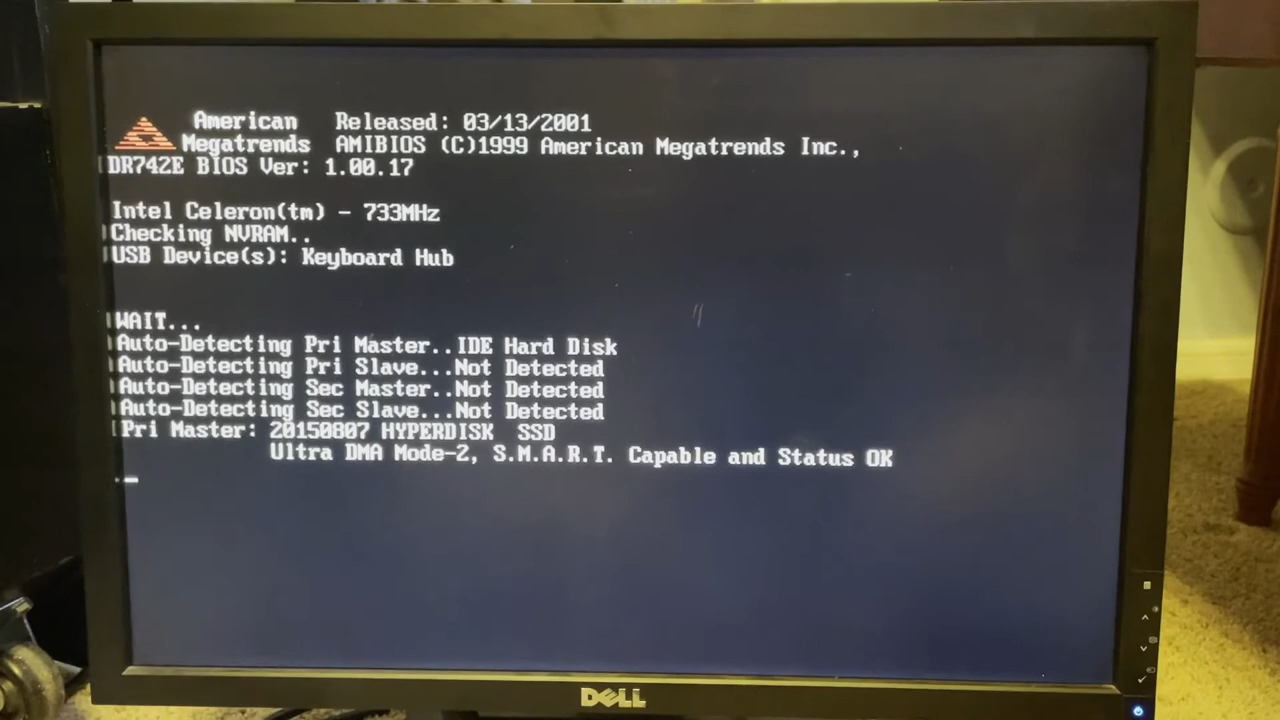 American Released: 03/13/2001
Megatrends AMIBIOS (C)1999 American Megatrends Inc.,
DR742E BIOS Ver: 1.00.17
Intel Celeron(tm) - 733MHz
Checking NVRAM..
USB Device(s): Keyboard Hub
WAIT...
Auto-Detecting Pri Master..IDE Hard Disk
Auto-Detecting Pri Slave...Not Detected
Auto-Detecting Sec Master..Not Detected
Auto-Detecting Sec Slave...Not Detected
Pri Master: 20150807 HYPERDISK SSD
Ultra DMA Mode-2, S.M.A.R.T. Capable and Status OK
DELL